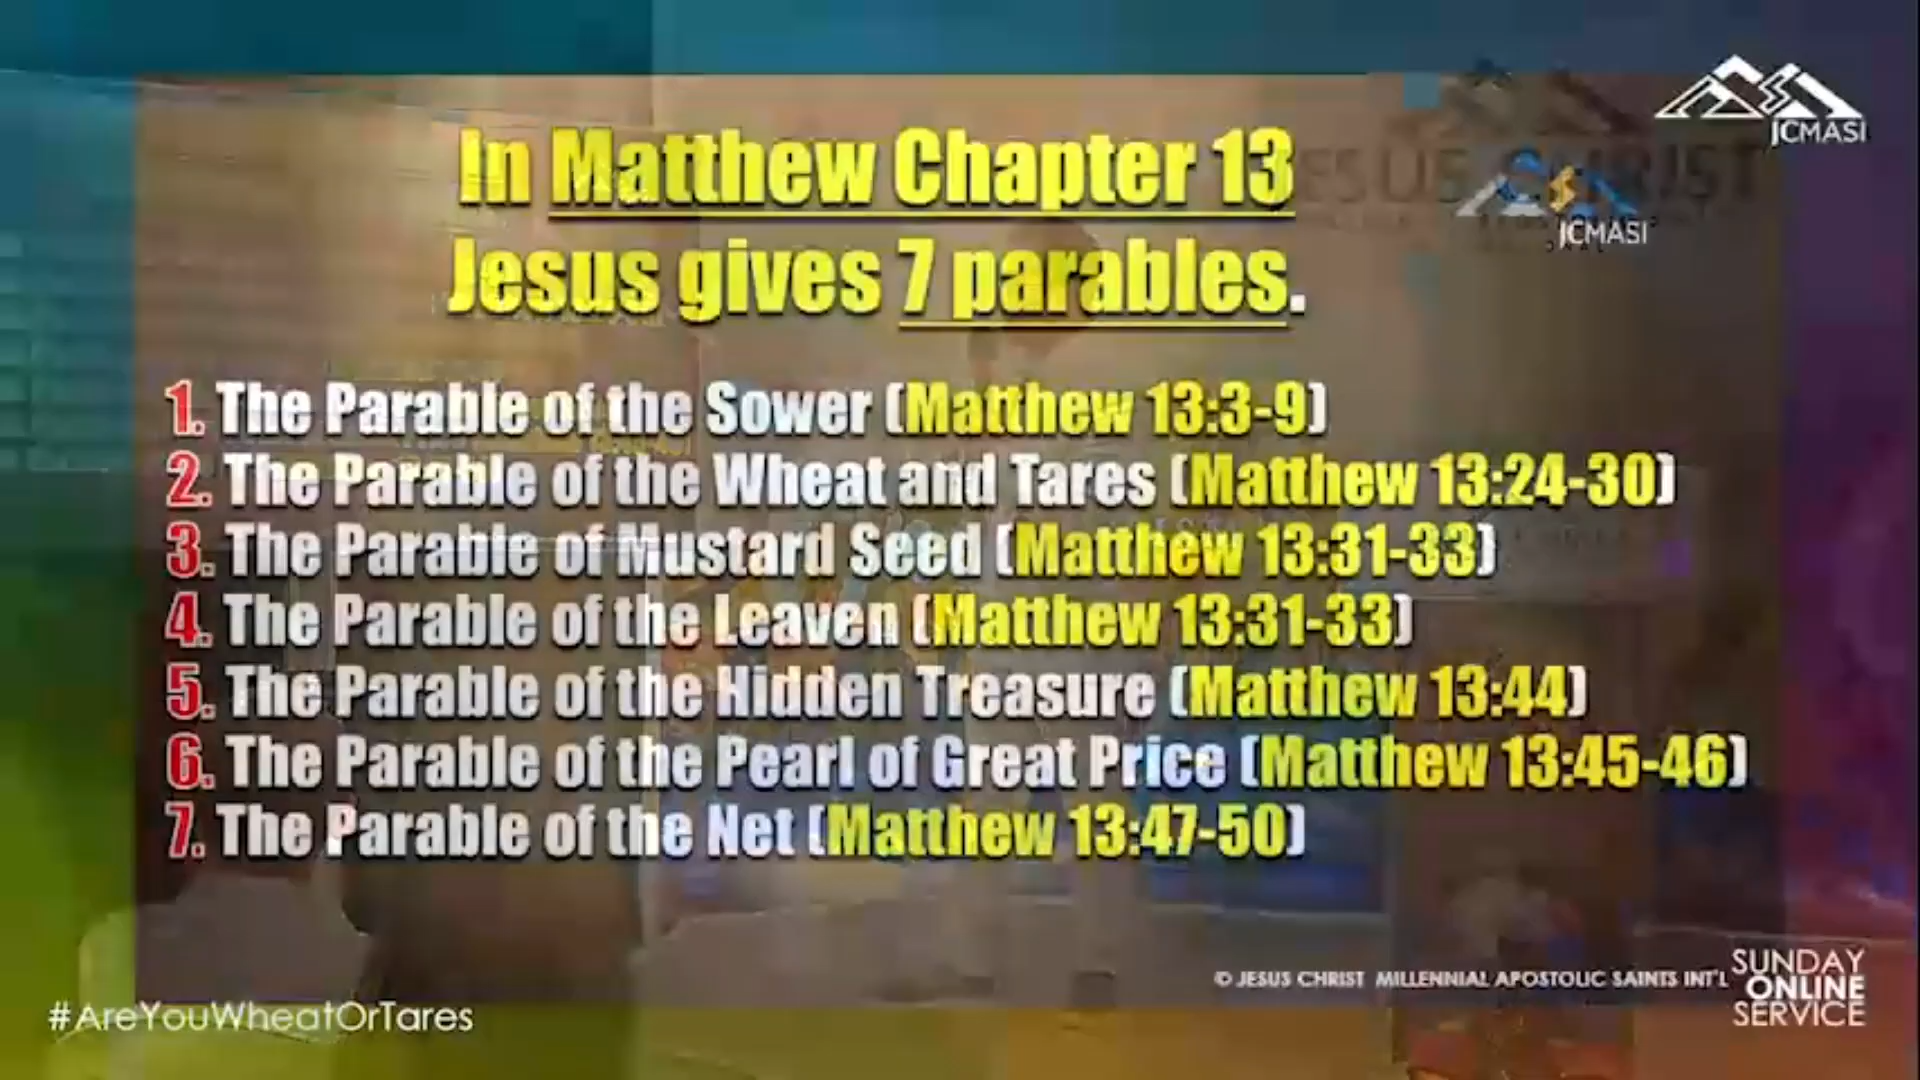 In Matthew Chapter 13
Jesus gives 7 parables.
1. The Parable of the Sower (Matthew 13:3-9)
2. The Parable of the Wheat and Tares (Matthew 13:24-30)
3. The Parable of Mustard Seed (Matthew 13:31-33)
4. The Parable of the Leaven (Matthew 13:31-33)
5. The Parable of the Hidden Treasure (Matthew 13:44)
6. The Parable of the Pearl of Great Price (Matthew 13:45-46)
7. The Parable of the Net (Matthew 13:47-50)
JCMASI
ESUS CHRIST
JCMASI
© JESUS CHRIST MILLENNIAL APOSTOLIC SAINTS INT'L
SUNDAY
ONLINE
SERVICE
#AreYouWheatOrTares